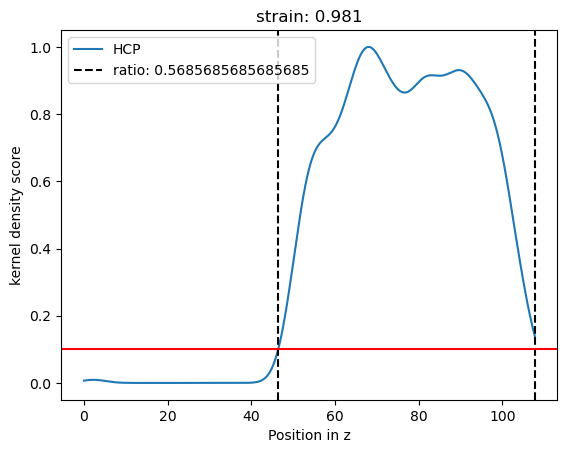 strain: 0.981
HCP
ratio: 0.5685685685685685
kernel density score
1.0
0.8
0.6
0.4
0.2
0.0
0 20 40 60 80 100
Position in z